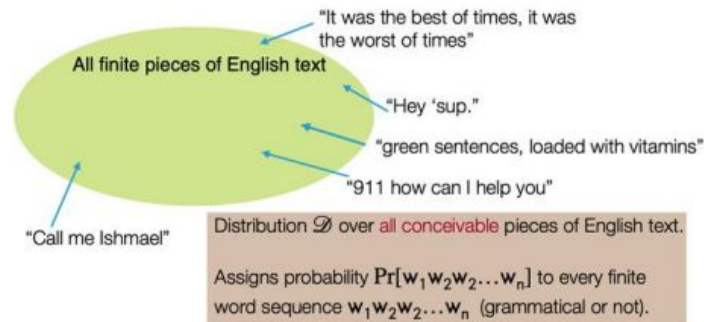 “It was the best of times, it was
the worst of times”
All finite pieces of English text
“Hey ‘sup.”
“green sentences, loaded with vitamins”
“911 how can I help you”
“Call me Ishmael”
Distribution 𝒟 over all conceivable pieces of English text.
Assigns probability Pr[w₁w₂w₂…wₙ] to every finite
word sequence w₁w₂w₂…wₙ (grammatical or not).